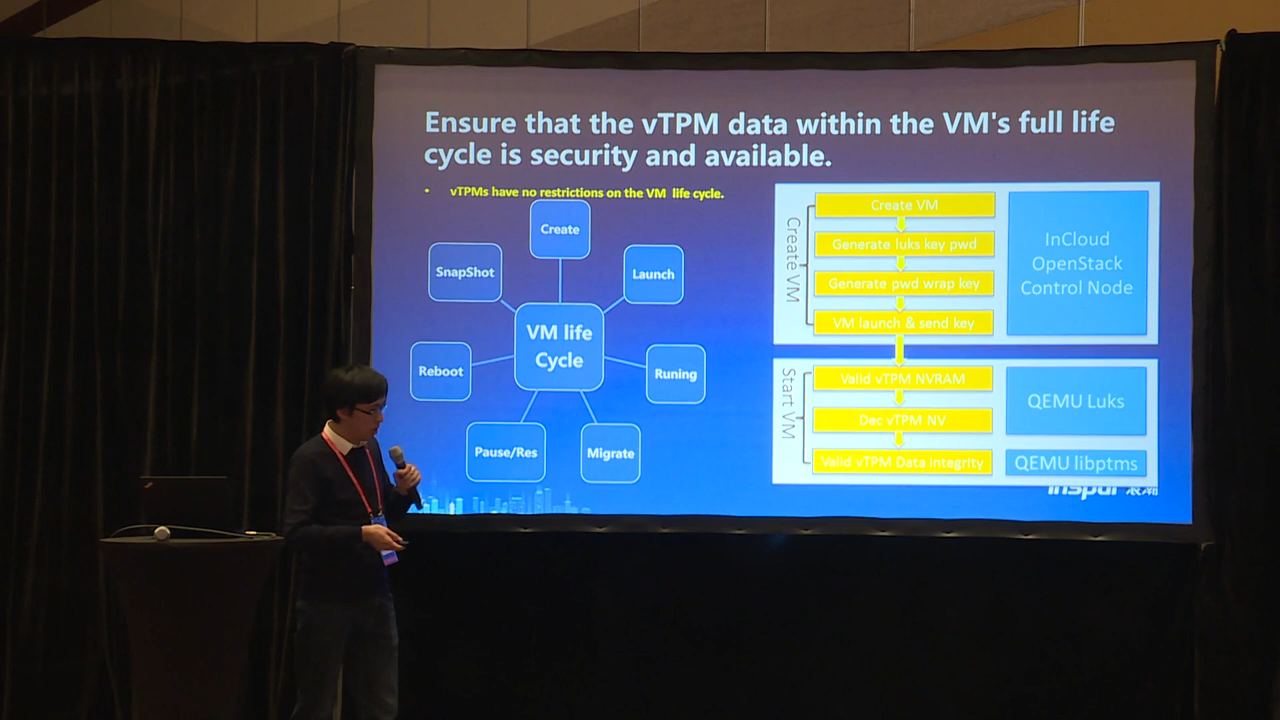 Ensure that the vTPM data within the VM's full life
cycle is security and available.
• vTPMs have no restrictions on the VM life cycle.
Create
SnapShot
Launch
VM life
Cycle
Reboot
Runing
Pause/Res
Migrate
Create VM
Create VM
Generate luks key pwd
Generate pwd wrap key
VM launch & send key
InCloud
OpenStack
Control Node
Start VM
Valid vTPM NVRAM
Dec vTPM NV
Valid vTPM Data integrity
QEMU Luks
QEMU libptms
inspur 浪潮